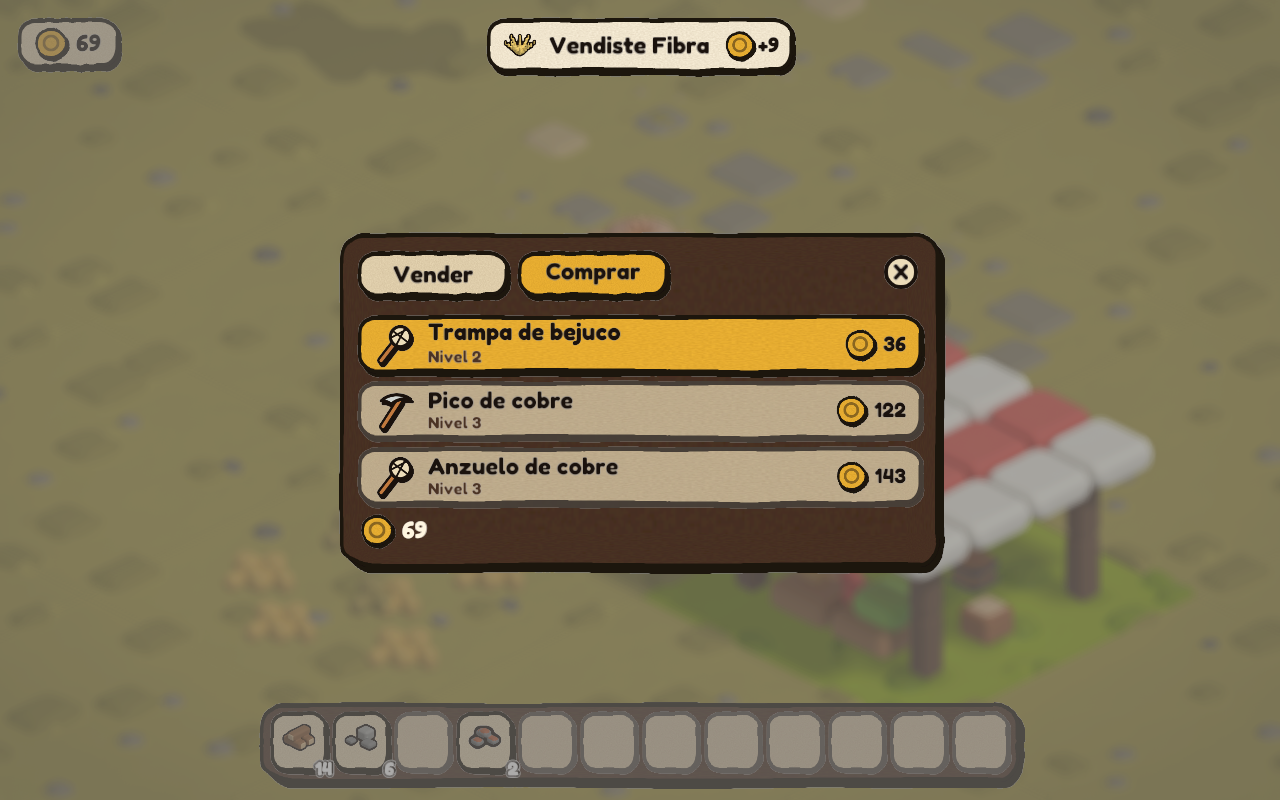 69
Vendiste Fibra +9
Vender
Comprar
Trampa de bejuco
Nivel 2
36
Pico de cobre
Nivel 3
122
Anzuelo de cobre
Nivel 3
143
69
14
6
2